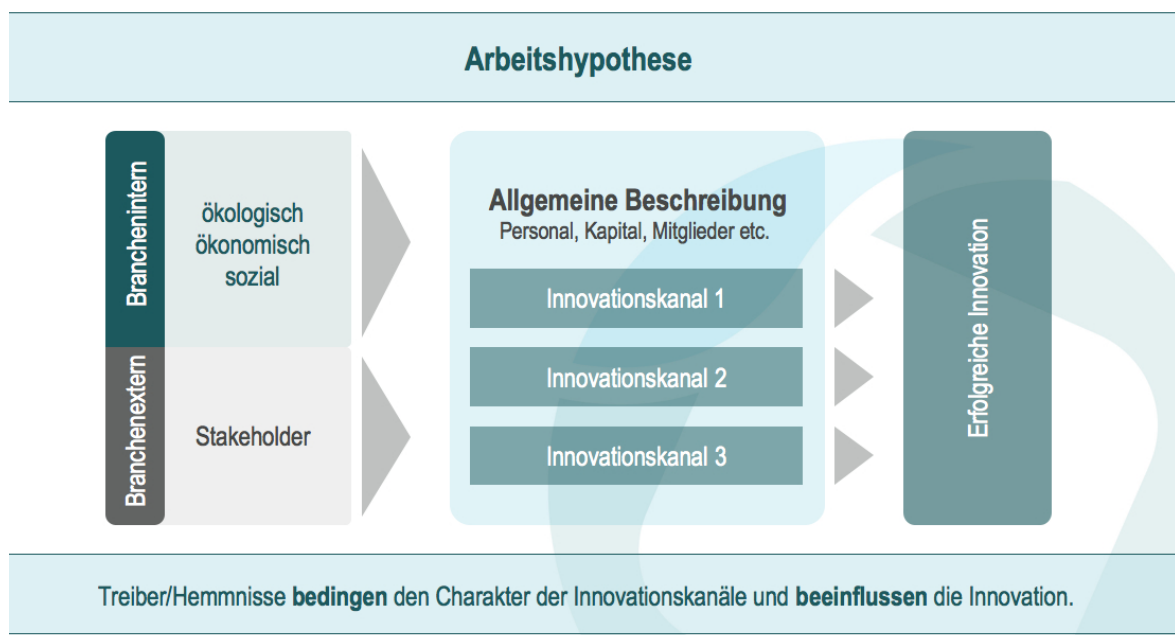 Arbeitshypothese
Branchenintern
ökologisch
ökonomisch
sozial
Branchenextern
Stakeholder
Allgemeine Beschreibung
Personal, Kapital, Mitglieder etc.
Innovationskanal 1
Innovationskanal 2
Innovationskanal 3
Erfolgreiche Innovation
Treiber/Hemmnisse bedingen den Charakter der Innovationskanäle und beeinflussen die Innovation.